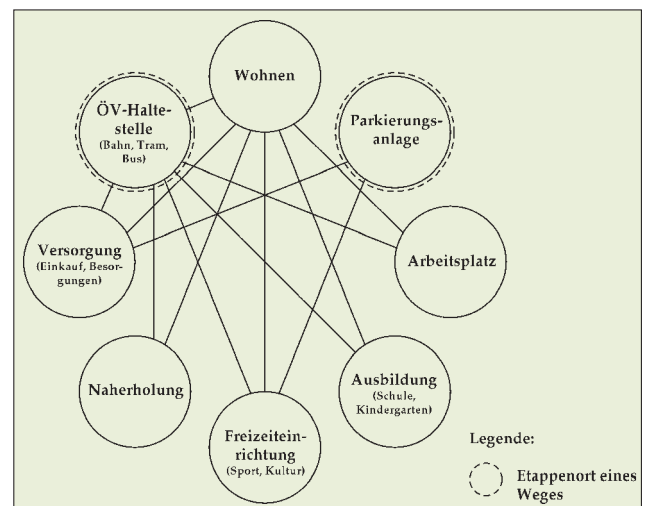 Wohnen
ÖV-Halte-
stelle
(Bahn, Tram,
Bus)
Parkierungs-
anlage
Versorgung
(Einkauf, Besor-
gungen)
Arbeitsplatz
Naherholung
Ausbildung
(Schule,
Kindergarten)
Freizeitein-
richtung
(Sport, Kultur)
Legende:
Etappenort eines
Weges